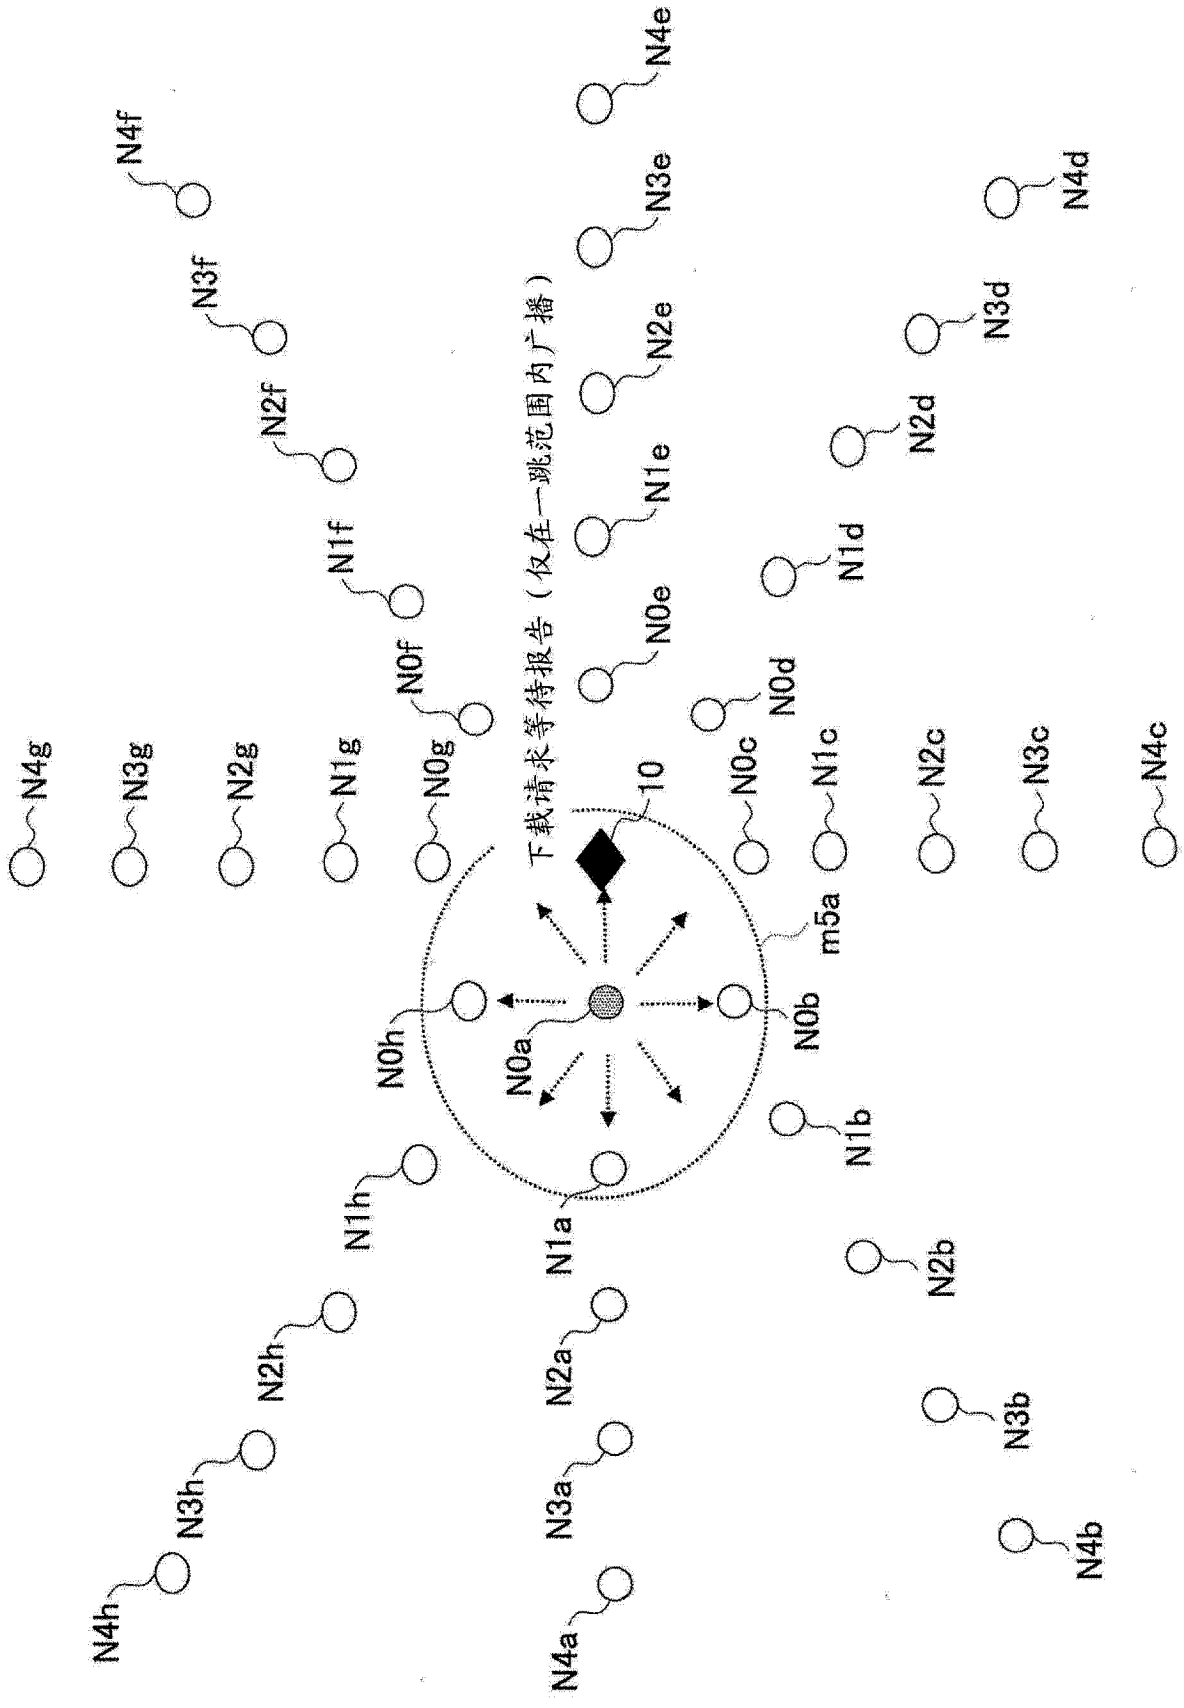 N4h
N3h
N2h
N1h
N0h
N4g
N3g
N2g
N1g
N0g
N4f
N3f
N2f
N1f
N0f
下载请求等待报告（仅在一跳范围内广播）
N4a
N3a
N2a
N1a
N0a
10
N0e
N1e
N2e
N3e
N4e
N4b
N3b
N2b
N1b
N0b
m5a
N0c
N1c
N2c
N3c
N4c
N0d
N1d
N2d
N3d
N4d